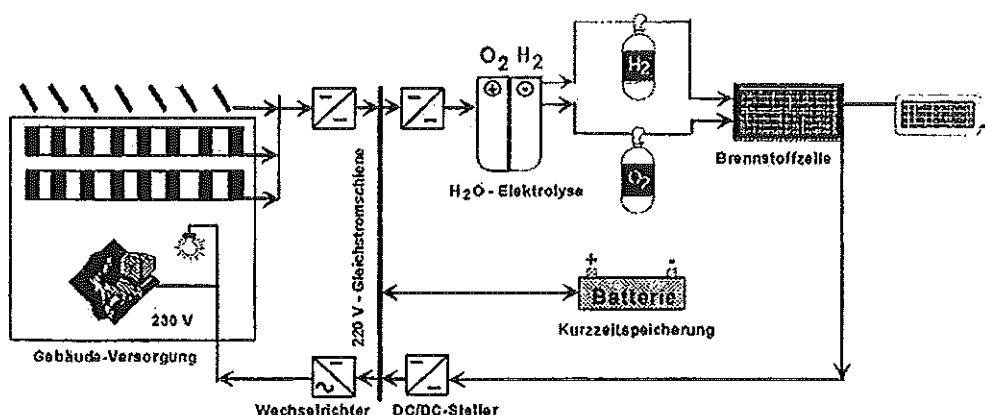 O₂ H₂
H₂
Brennstoffzelle
O₂
H₂O - Elektrolyse
220 V - Gleichstromschiene
+ -
Batterie
Kurzzeitspeicherung
230 V
Gebäude-Versorgung
Wechselrichter
DC/DC-Steller